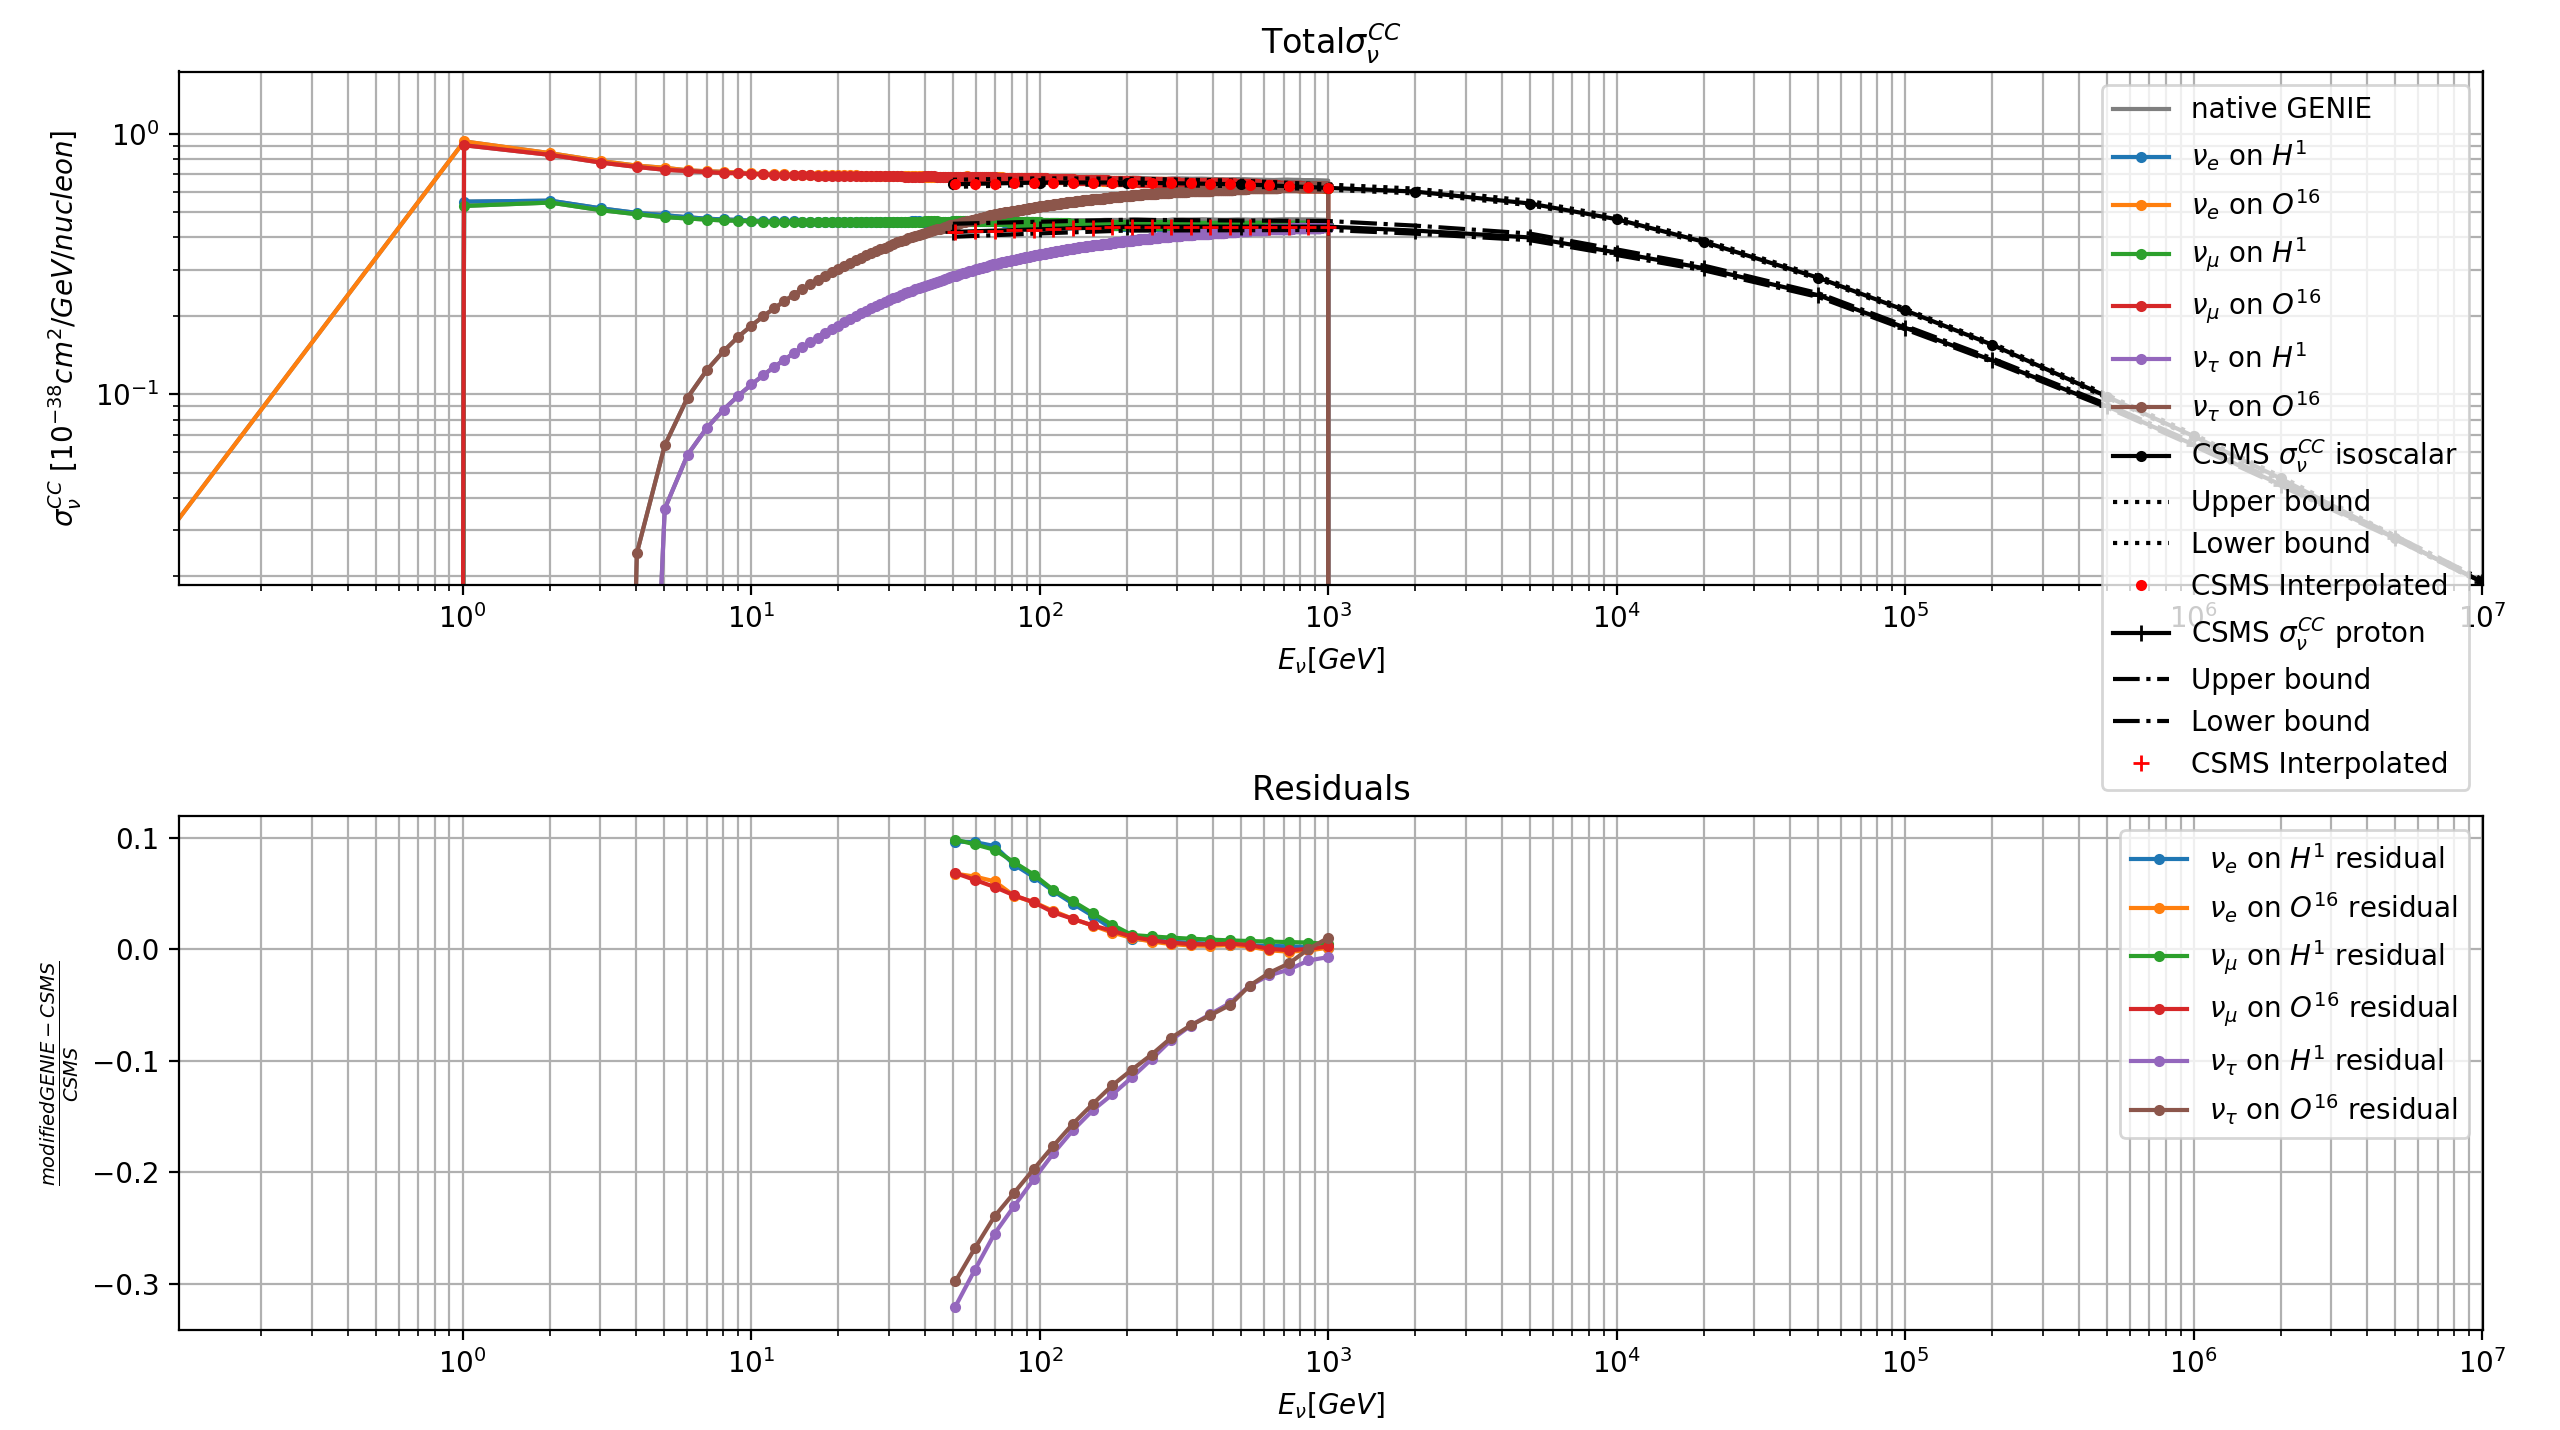 Totalσ_ν^{CC}
σ_ν^{CC} [10^{−38}cm^2/GeV/nucleon]
10^0
10^{−1}
native GENIE
ν_e on H^1
ν_e on O^{16}
ν_μ on H^1
ν_μ on O^{16}
ν_τ on H^1
ν_τ on O^{16}
CSMS σ_ν^{CC} isoscalar
Upper bound
Lower bound
CSMS Interpolated
CSMS σ_ν^{CC} proton
Upper bound
Lower bound
CSMS Interpolated
10^0 10^1 10^2 10^3 10^4 10^5 10^6 10^7
E_ν[GeV]
Residuals
modifiedGENIE − CSMS
CSMS
0.1
0.0
−0.1
−0.2
−0.3
ν_e on H^1 residual
ν_e on O^{16} residual
ν_μ on H^1 residual
ν_μ on O^{16} residual
ν_τ on H^1 residual
ν_τ on O^{16} residual
10^0 10^1 10^2 10^3 10^4 10^5 10^6 10^7
E_ν[GeV]